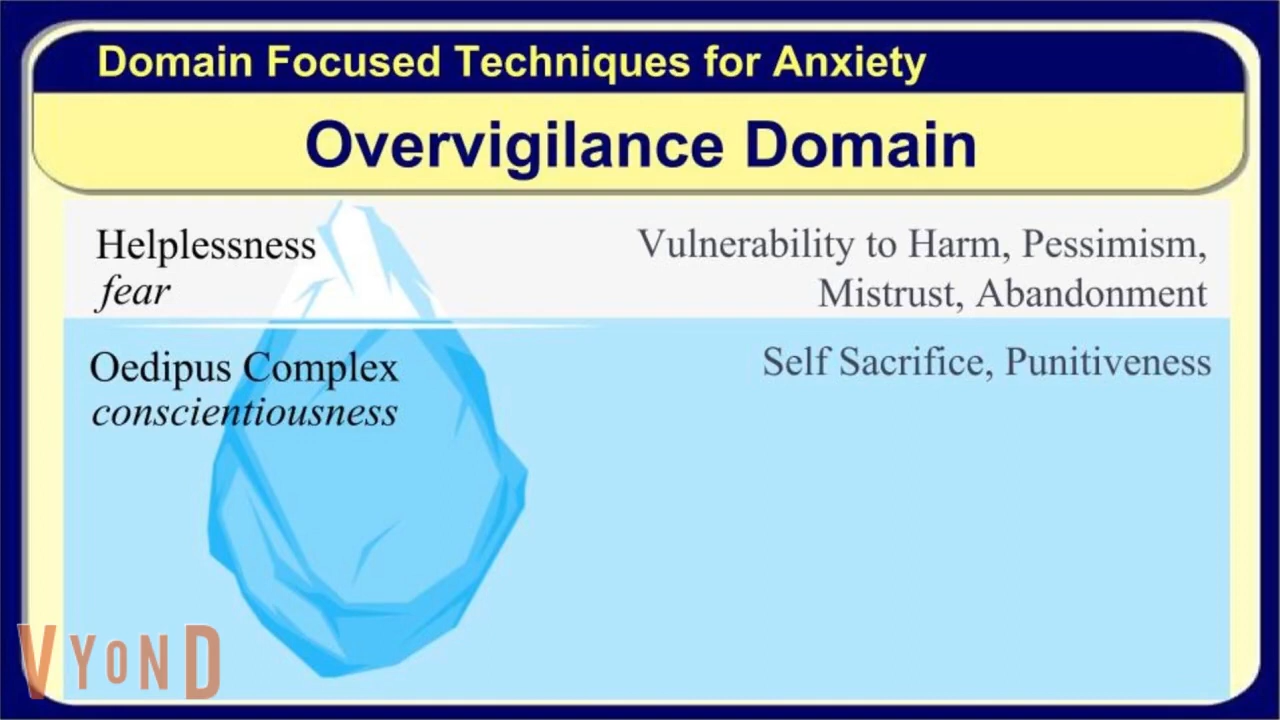 Domain Focused Techniques for Anxiety
Overvigilance Domain
Helplessness
fear
Vulnerability to Harm, Pessimism,
Mistrust, Abandonment
Oedipus Complex
conscientiousness
Self Sacrifice, Punitiveness
VYOND